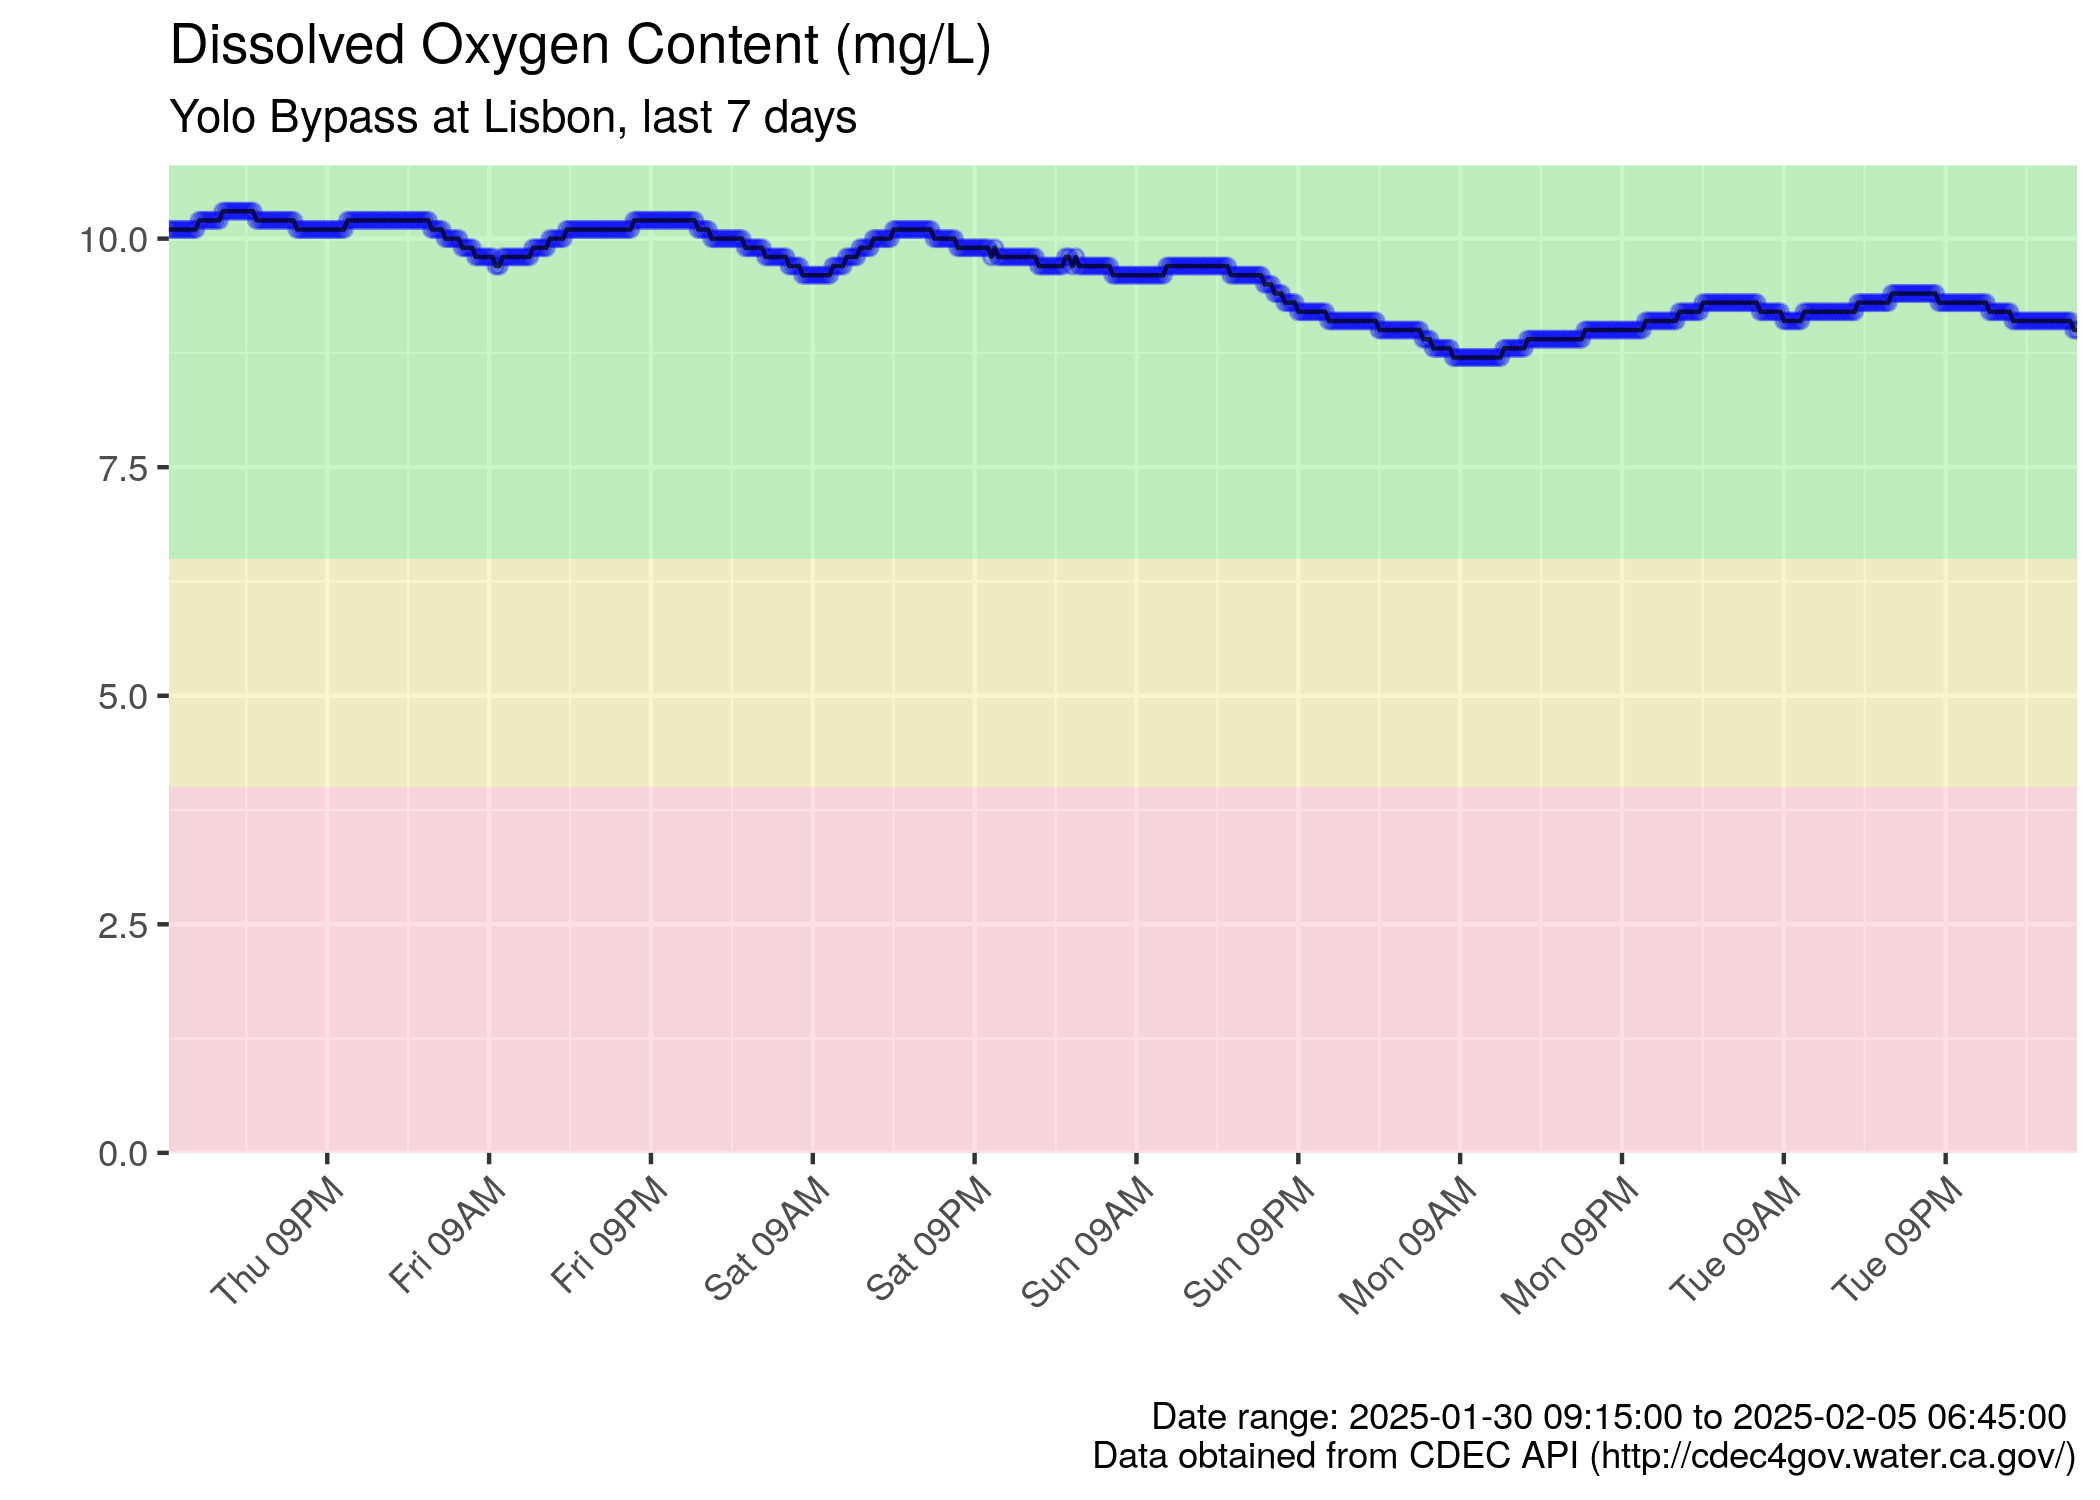 Dissolved Oxygen Content (mg/L)
Yolo Bypass at Lisbon, last 7 days
10.0
7.5
5.0
2.5
0.0
Thu 09PM
Fri 09AM
Fri 09PM
Sat 09AM
Sat 09PM
Sun 09AM
Sun 09PM
Mon 09AM
Mon 09PM
Tue 09AM
Tue 09PM
Date range: 2025-01-30 09:15:00 to 2025-02-05 06:45:00
Data obtained from CDEC API (http://cdec4gov.water.ca.gov/)